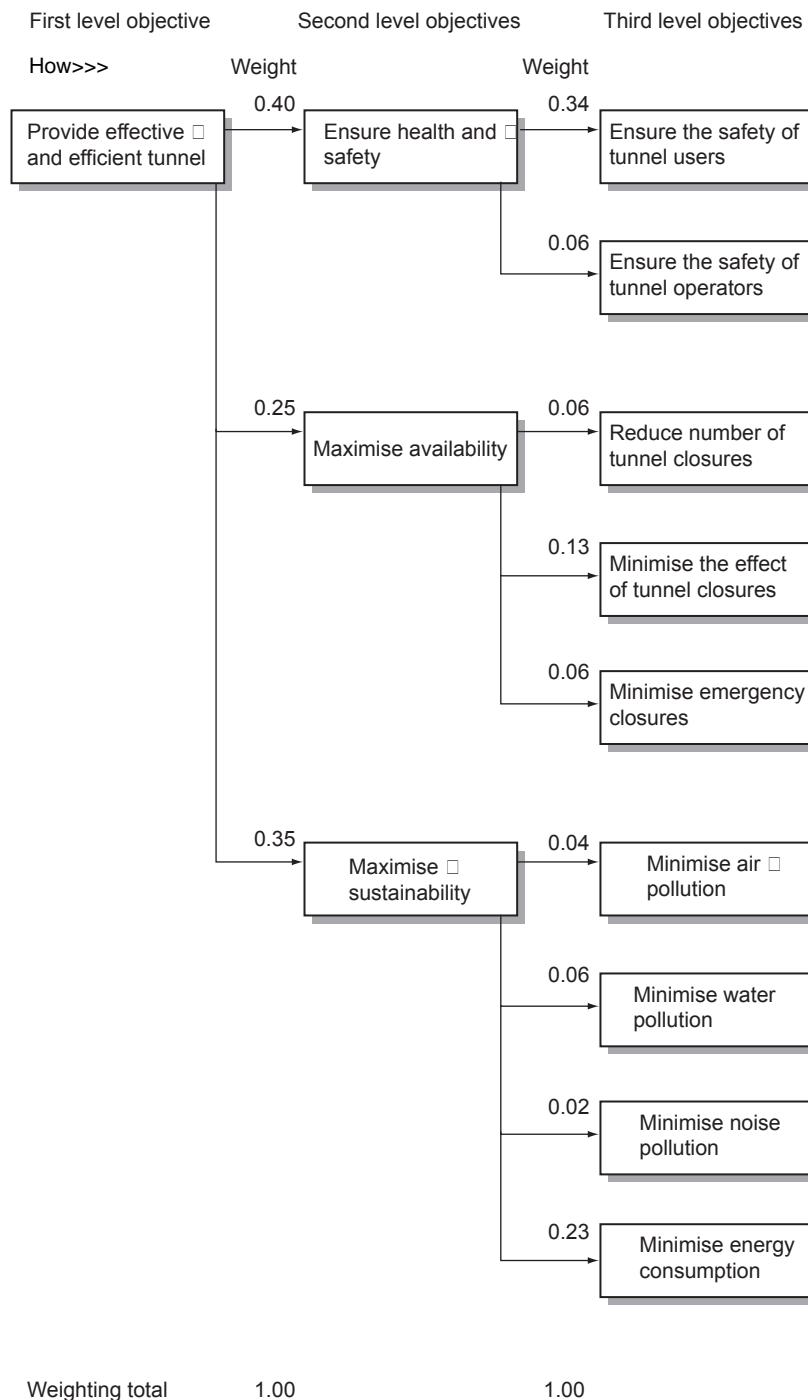 First level objective Second level objectives Third level objectives
How>>> Weight Weight
0.40 0.34
Provide effective □
and efficient tunnel
Ensure health and □
safety
Ensure the safety of
tunnel users
0.06
Ensure the safety of
tunnel operators
0.25 0.06
Maximise availability
Reduce number of
tunnel closures
0.13
Minimise the effect
of tunnel closures
0.06
Minimise emergency
closures
0.35 0.04
Maximise □
sustainability
Minimise air □
pollution
0.06
Minimise water
pollution
0.02
Minimise noise
pollution
0.23
Minimise energy
consumption
Weighting total 1.00 1.00